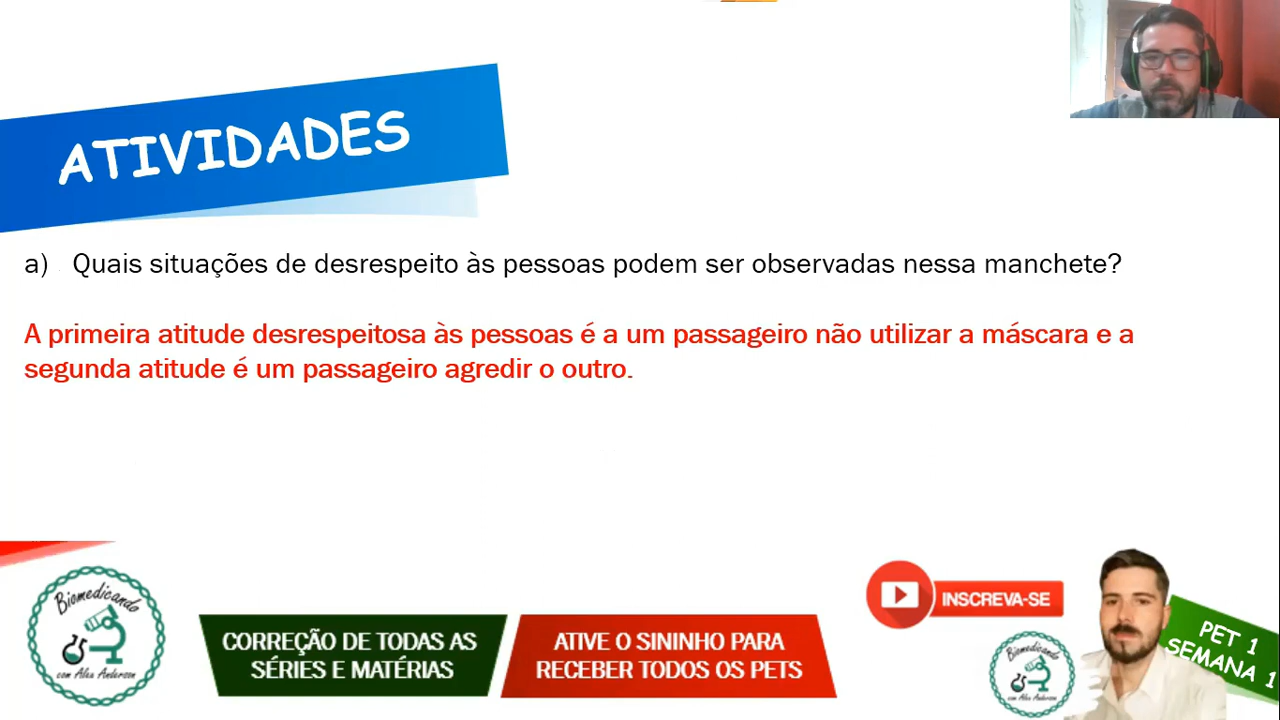 ATIVIDADES
a) Quais situações de desrespeito às pessoas podem ser observadas nessa manchete?
A primeira atitude desrespeitosa às pessoas é a um passageiro não utilizar a máscara e a
segunda atitude é um passageiro agredir o outro.
Biomedicando
com Alex Anderson
CORREÇÃO DE TODAS AS
SÉRIES E MATÉRIAS
ATIVE O SININHO PARA
RECEBER TODOS OS PETS
INSCREVA-SE
Biomedicando
com Alex Anderson
PET 1
SEMANA 1